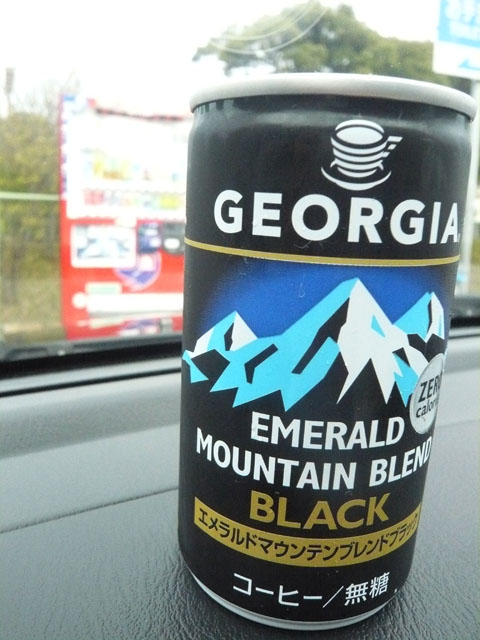 GEORGIA
ZERO
calorie
EMERALD
MOUNTAIN BLEND
BLACK
エメラルドマウンテンブレンドブラック
コーヒー/無糖